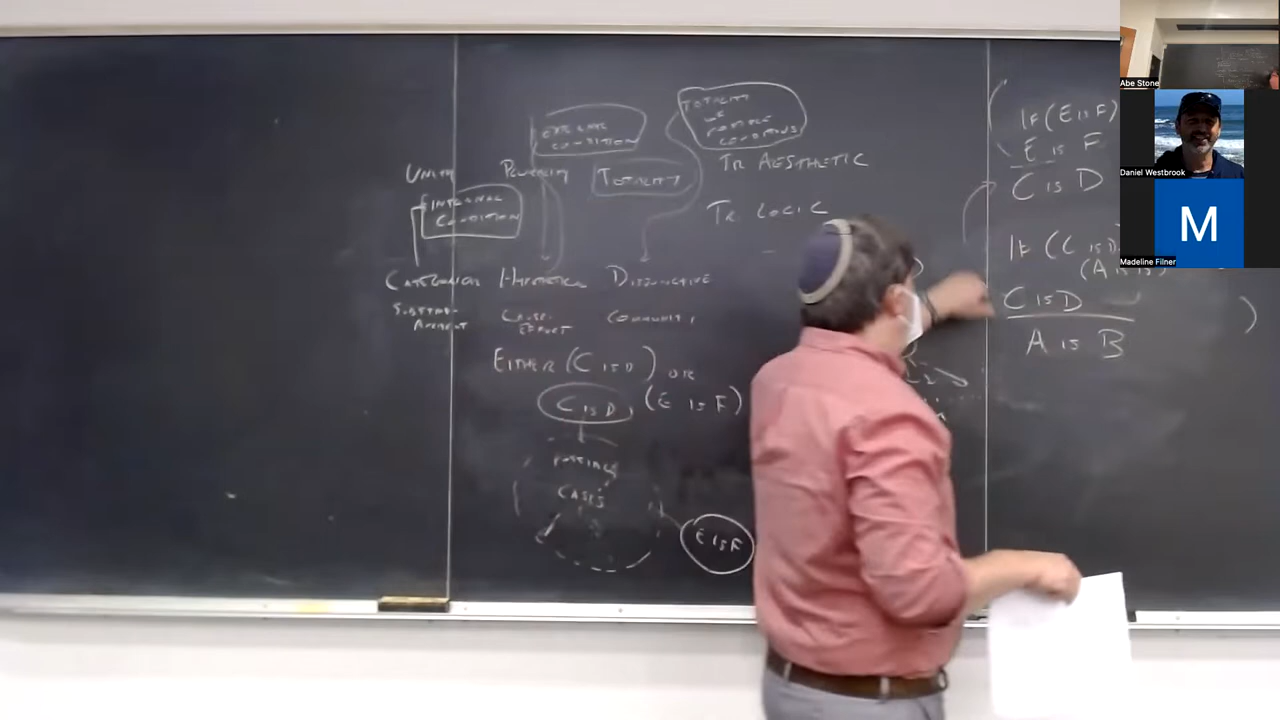 TOTALITY
OF
POSSIBLE
CONDITIONS
EXTERNAL
CONDITION
TR AESTHETIC
UNITY
PLURALITY
TOTALITY
INTERNAL
CONDITION
TR. LOGIC
CATEGORICAL
HYPOTHETICAL
DISJUNCTIVE
CAUSE-
EFFECT
COMMUNITY
EITHER (C IS D) OR
C IS D
(E IS F)
POSSIBLE
CASES
E IS F
IF (E IS F)
E IS F
C IS D
IF (C IS D)
C IS D
A IS B
Abe Stone
Daniel Westbrook
M
Madeline Filner